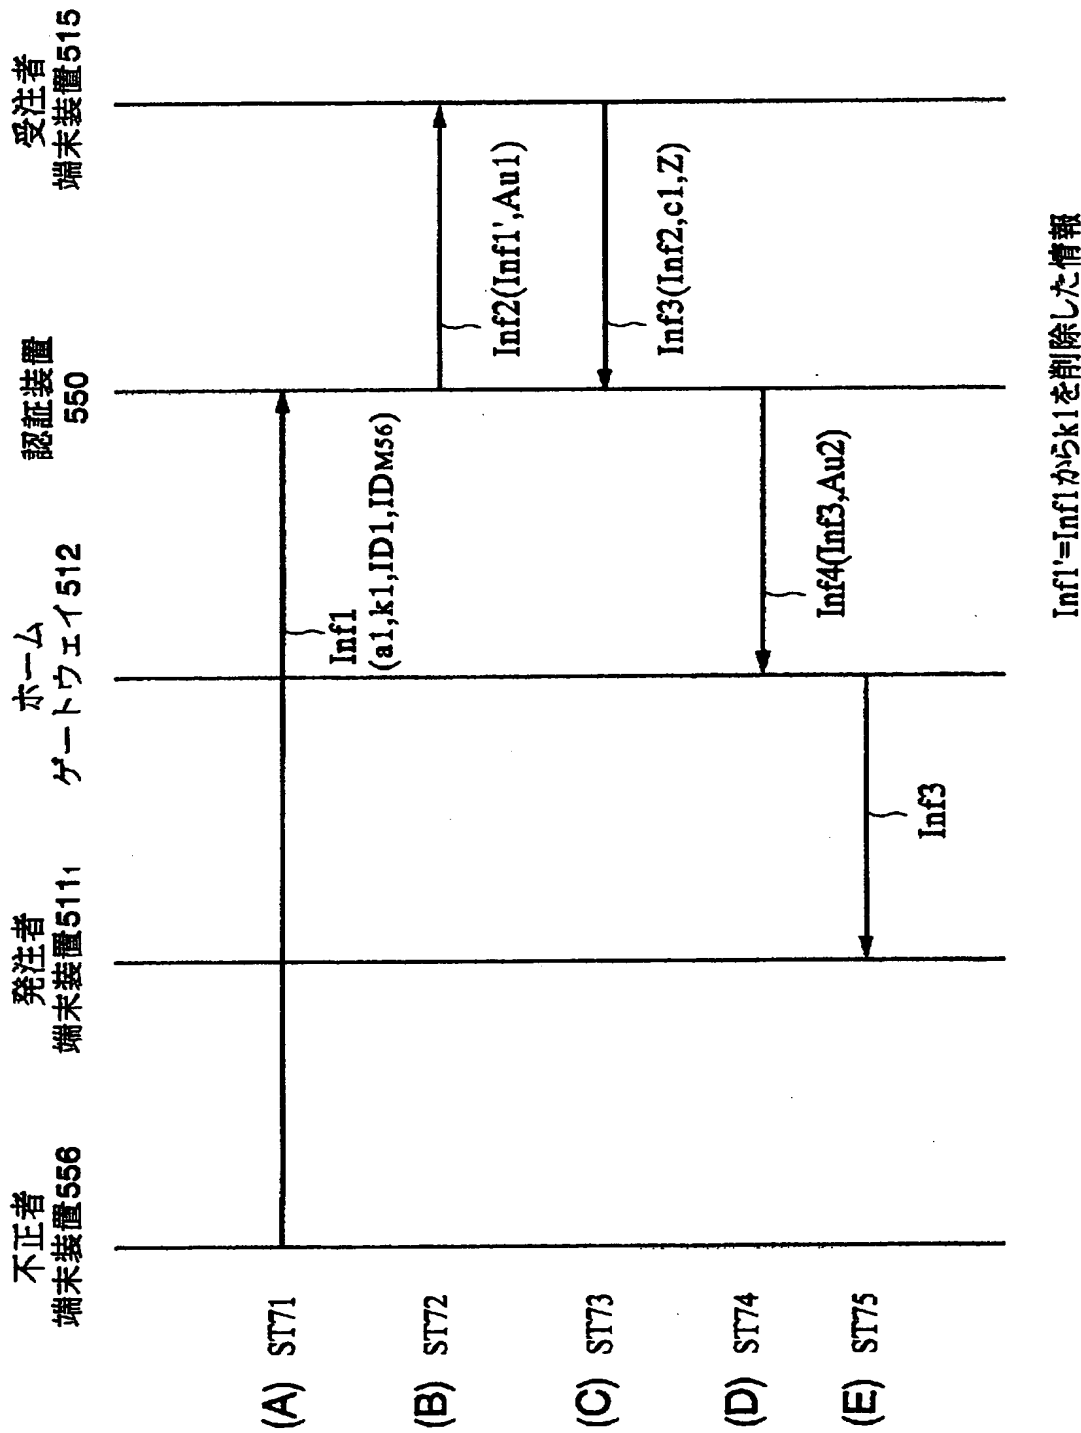 不正者
端末装置556
発注者
端末装置511₁
ホーム
ゲートウェイ512
認証装置
550
受注者
端末装置515
(A) ST71
Inf1
(a1,k1,ID1,IDM56)
(B) ST72
Inf2(Inf1',Au1)
(C) ST73
Inf3(Inf2,c1,Z)
(D) ST74
Inf4(Inf3,Au2)
(E) ST75
Inf3
Inf1'=Inf1からk1を削除した情報